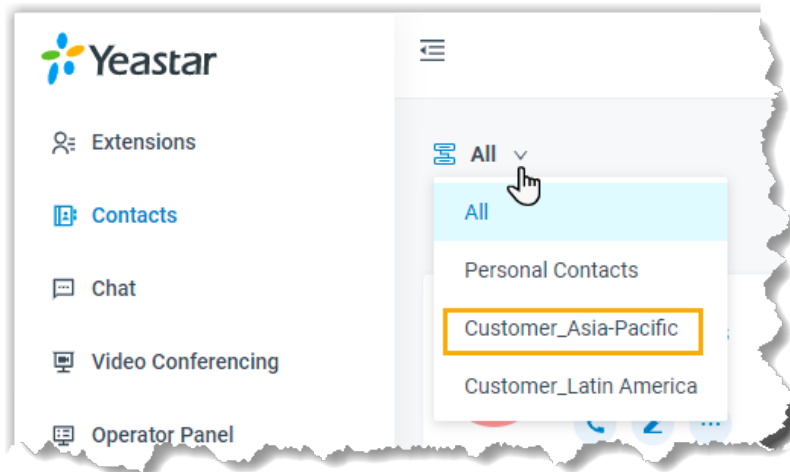 Yeastar
Extensions
Contacts
Chat
Video Conferencing
Operator Panel
All
All
Personal Contacts
Customer_Asia-Pacific
Customer_Latin America